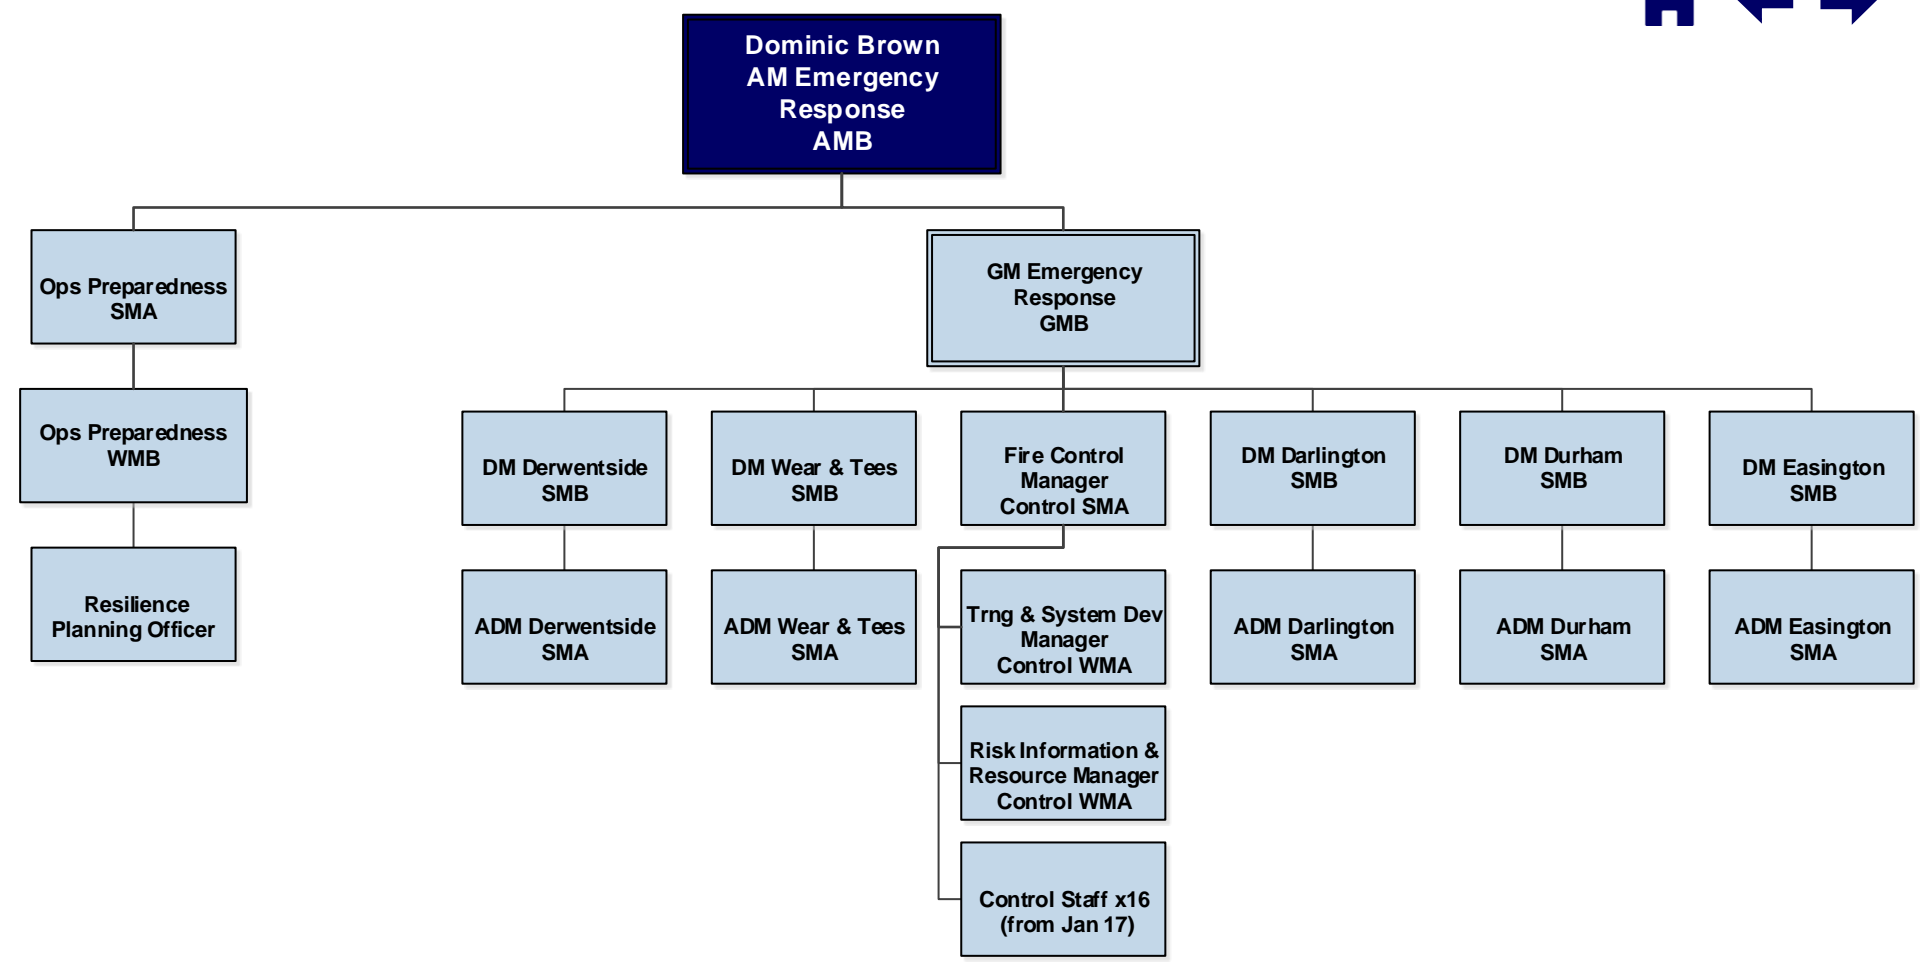 Dominic Brown
AM Emergency
Response
AMB
Ops Preparedness
SMA
GM Emergency
Response
GMB
Ops Preparedness
WMB
DM Derwentside
SMB
DM Wear & Tees
SMB
Fire Control
Manager
Control SMA
DM Darlington
SMB
DM Durham
SMB
DM Easington
SMB
Resilience
Planning Officer
ADM Derwentside
SMA
ADM Wear & Tees
SMA
Trng & System Dev
Manager
Control WMA
ADM Darlington
SMA
ADM Durham
SMA
ADM Easington
SMA
Risk Information &
Resource Manager
Control WMA
Control Staff x16
(from Jan 17)